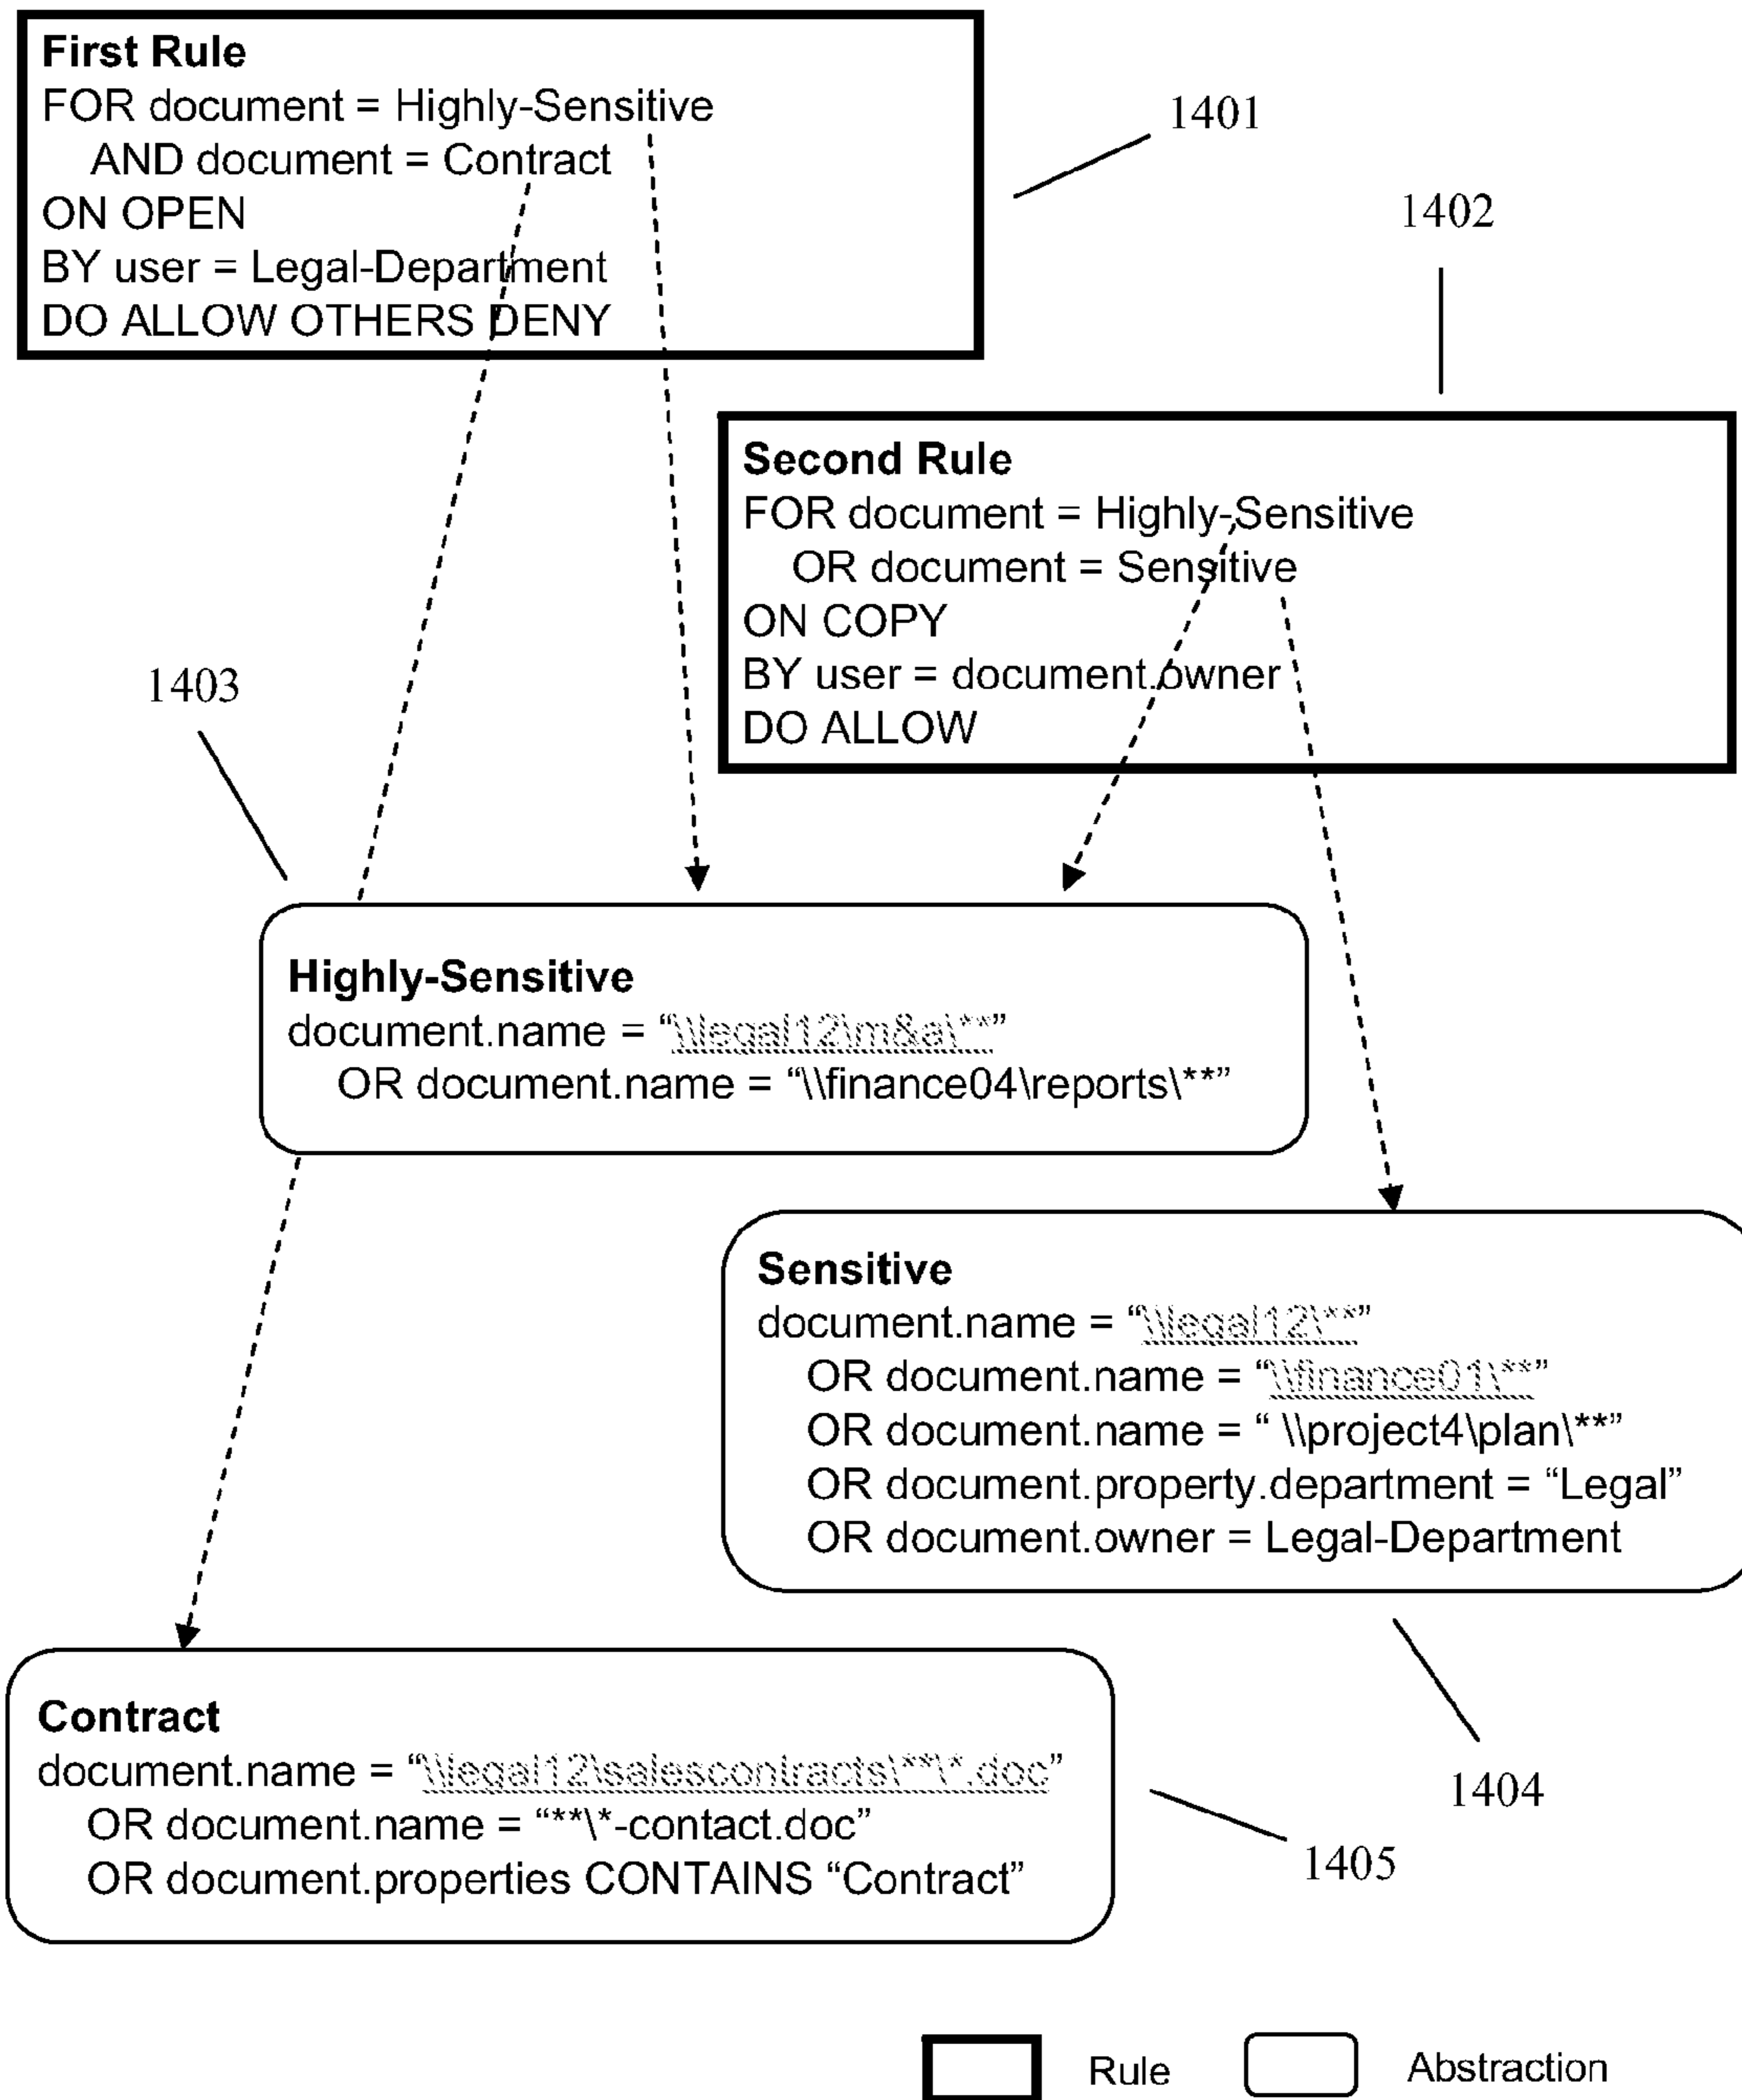 First Rule
FOR document = Highly-Sensitive
AND document = Contract
ON OPEN
BY user = Legal-Department
DO ALLOW OTHERS DENY
1401
1402
Second Rule
FOR document = Highly-Sensitive
OR document = Sensitive
ON COPY
BY user = document.owner
DO ALLOW
1403
Highly-Sensitive
document.name = “\\legal12\m&a\**”
OR document.name = “\\finance04\reports\**”
Sensitive
document.name = “\\legal12\**”
OR document.name = “\\finance01\**”
OR document.name = “ \\project4\plan\**”
OR document.property.department = “Legal”
OR document.owner = Legal-Department
1404
Contract
document.name = “\\legal12\salescontracts\**\*.doc”
OR document.name = “**\*-contact.doc”
OR document.properties CONTAINS “Contract”
1405
Rule
Abstraction